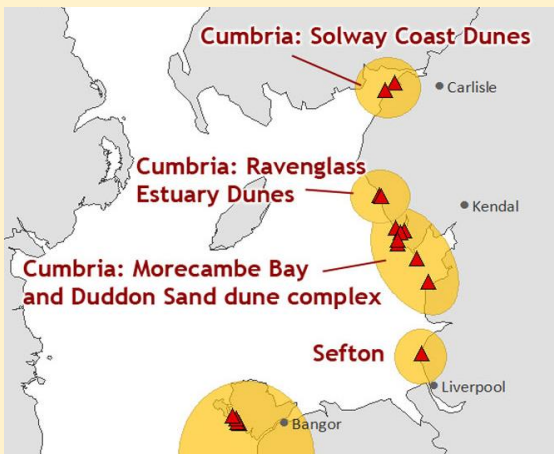 Cumbria: Solway Coast Dunes
Carlisle
Cumbria: Ravenglass
Estuary Dunes
Kendal
Cumbria: Morecambe Bay
and Duddon Sand dune complex
Sefton
Liverpool
Bangor